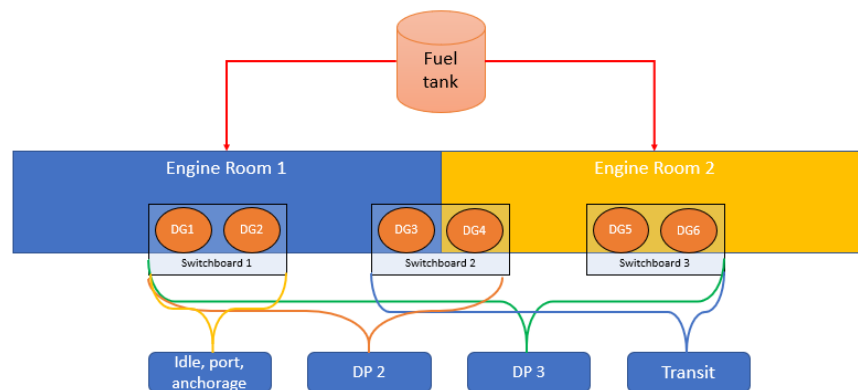 Fuel
tank
Engine Room 1
Engine Room 2
DG1
DG2
DG3
DG4
DG5
DG6
Switchboard 1
Switchboard 2
Switchboard 3
Idle, port,
anchorage
DP 2
DP 3
Transit